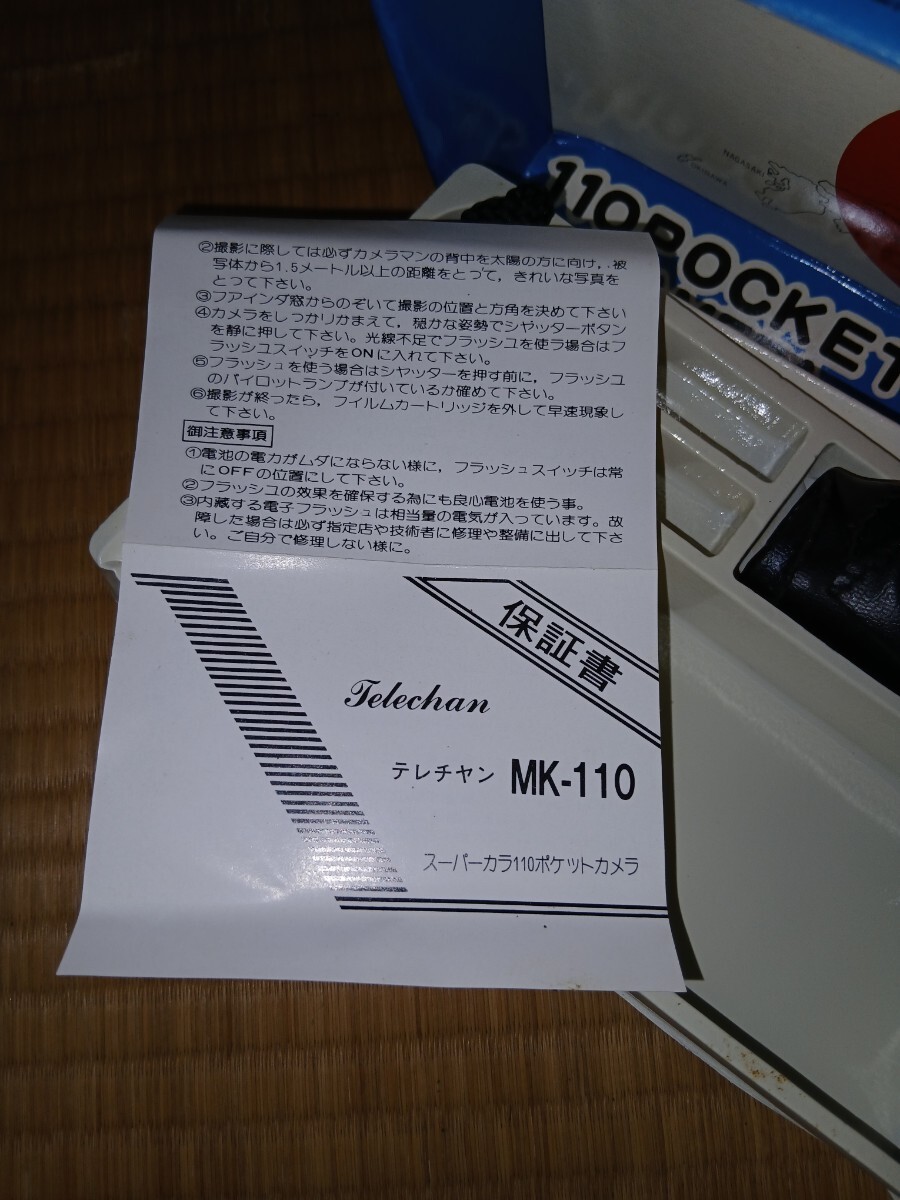 ②撮影に際しては必ずカメラマンの背中を太陽の方に向け，被
写体から1.5メートル以上の距離をとって，きれいな写真を
とって下さい。
③フアインダ窓からのぞいて撮影の位置と方角を決めて下さい
④カメラをしつかりかまえて，穏かな姿勢でシヤッターボタン
を静に押して下さい。光線不足でフラッシュを使う場合はフ
ラッシュスイッチをONに入れて下さい。
⑤フラッシュを使う場合はシヤッターを押す前に，フラッシュ
のパイロットランプが付いているか確めて下さい。
⑥撮影が終ったら，フイルムカートリッジを外して早速現象し
て下さい。
御注意事項
①電池の電力がムダにならない様に，フラッシュスイッチは常
にOFFの位置にして下さい。
②フラッシュの効果を確保する為にも良心電池を使う事。
③内蔵する電子フラッシュは相当量の電気が入っています。故
障した場合は必ず指定店や技術者に修理や整備に出して下さ
い。ご自分で修理しない様に。
保証書
Telechan
テレチヤン MK-110
スーパーカラ110ポケットカメラ
110POCKET
NAGASAKI